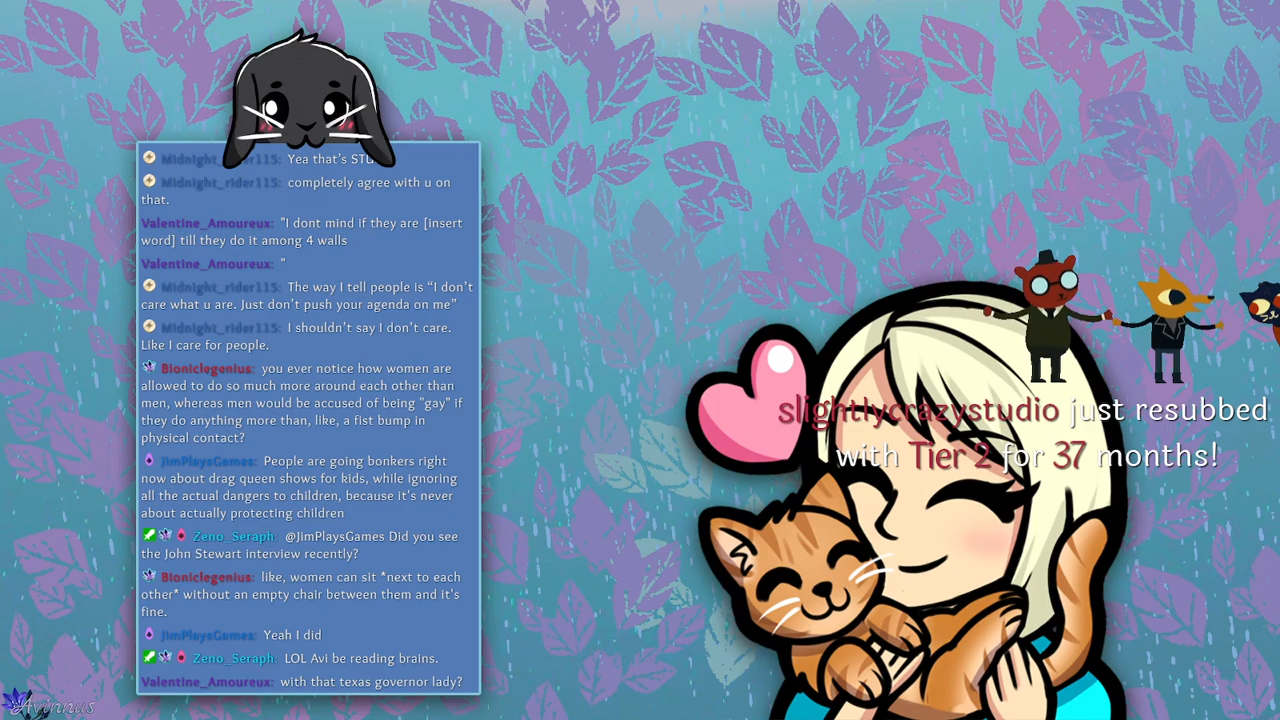 Midnight_rider115: Yea that's STU
Midnight_rider115: completely agree with u on
that.
Valentine_Amoureux: "I dont mind if they are [insert
word] till they do it among 4 walls
Valentine_Amoureux: "
Midnight_rider115: The way I tell people is “I don’t
care what u are. Just don’t push your agenda on me”
Midnight_rider115: I shouldn’t say I don’t care.
Like I care for people.
Bioniclegenius: you ever notice how women are
allowed to do so much more around each other than
men, whereas men would be accused of being "gay" if
they do anything more than, like, a fist bump in
physical contact?
JimPlaysGames: People are going bonkers right
now about drag queen shows for kids, while ignoring
all the actual dangers to children, because it's never
about actually protecting children
Zeno_Seraph: @JimPlaysGames Did you see
the John Stewart interview recently?
Bioniclegenius: like, women can sit *next to each
other* without an empty chair between them and it's
fine.
JimPlaysGames: Yeah I did
Zeno_Seraph: LOL Avi be reading brains.
Valentine_Amoureux: with that texas governor lady?
slightlycrazystudio just resubbed
with Tier 2 for 37 months!
Avinnus